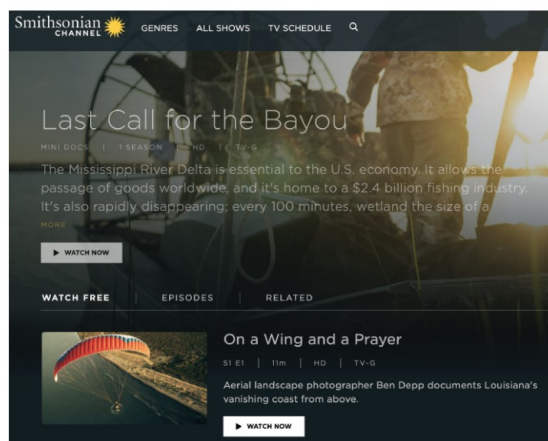 Smithsonian
CHANNEL
GENRES ALL SHOWS TV SCHEDULE
Last Call for the Bayou
MINI DOCS | 1 SEASON | HD | TV-G
The Mississippi River Delta is essential to the U.S. economy. It allows the
passage of goods worldwide, and it's home to a $2.4 billion fishing industry.
It's also rapidly disappearing; every 100 minutes, wetland the size of a
MORE
WATCH NOW
WATCH FREE | EPISODES | RELATED
On a Wing and a Prayer
S1 E1 | 11m | HD | TV-G
Aerial landscape photographer Ben Depp documents Louisiana's
vanishing coast from above.
WATCH NOW